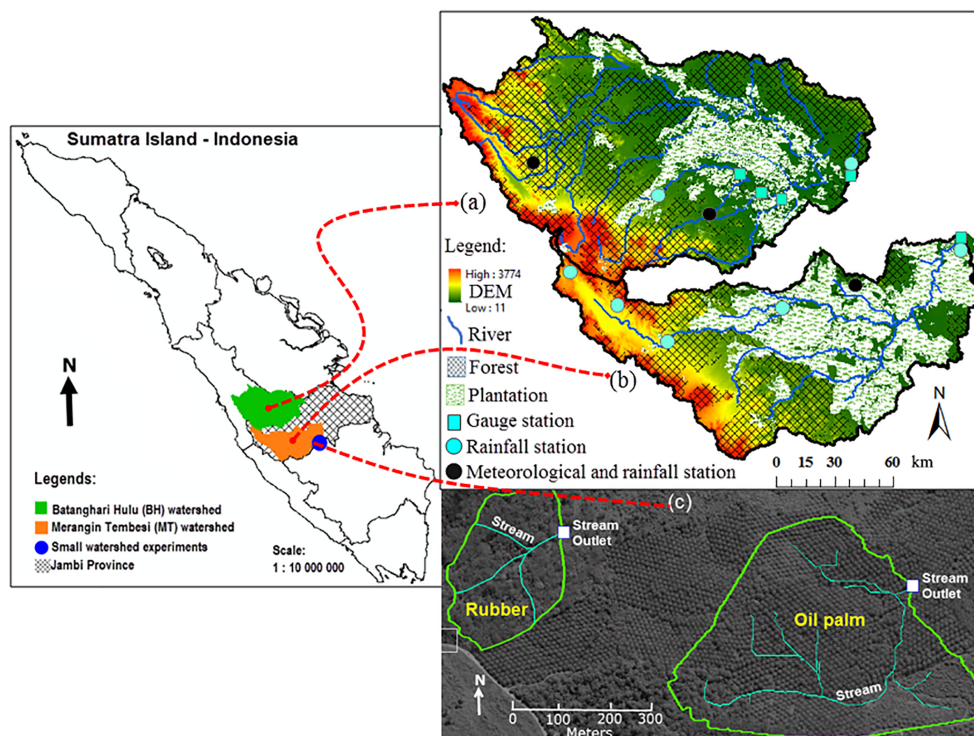 Sumatra Island - Indonesia
N
Legends:
Batanghari Hulu (BH) watershed
Merangin Tembesi (MT) watershed
Small watershed experiments
Jambi Province
Scale:
1 : 10 000 000
(a)
Legend:
High : 3774
DEM
Low : 11
River
Forest
Plantation
Gauge station
Rainfall station
Meteorological and rainfall station
(b)
N
0 15 30 60 km
(c)
Stream
Stream
Outlet
Rubber
Oil palm
Stream
Outlet
Stream
N
0 100 200 300
Meters